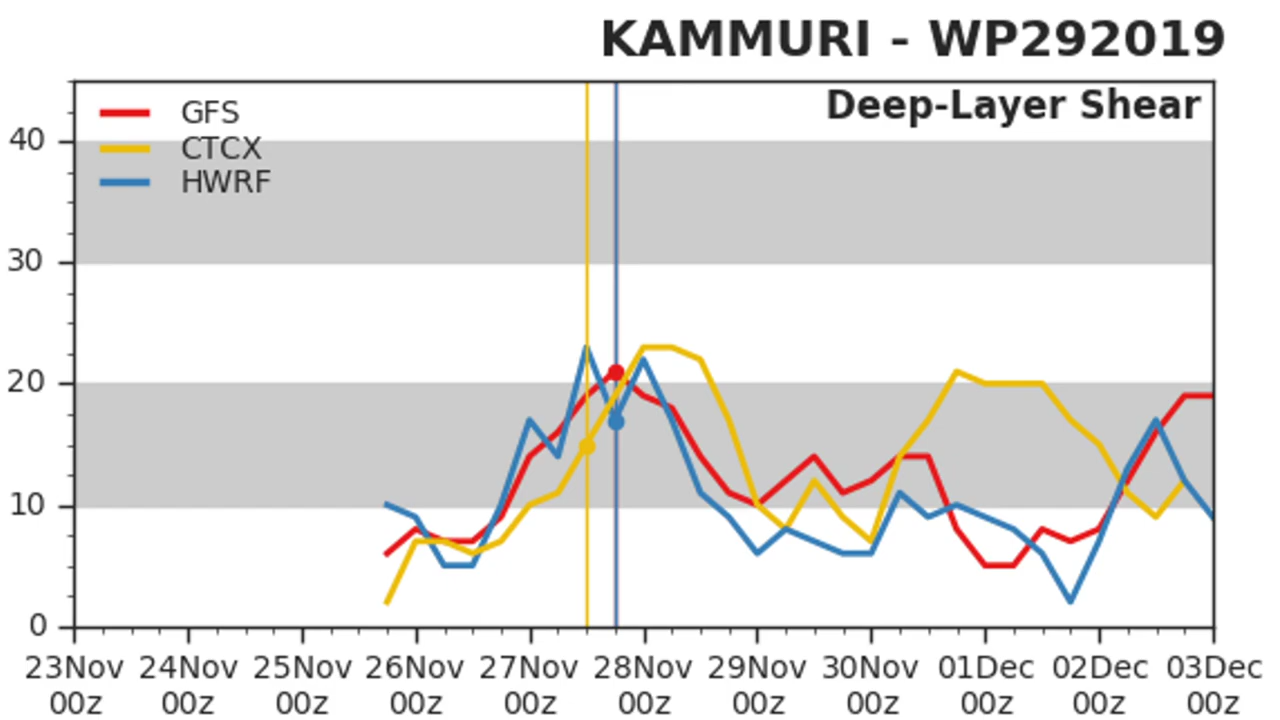 KAMMURI - WP292019
Deep-Layer Shear
GFS
CTCX
HWRF
40
30
20
10
0
23Nov 24Nov 25Nov 26Nov 27Nov 28Nov 29Nov 30Nov 01Dec 02Dec 03Dec
00z 00z 00z 00z 00z 00z 00z 00z 00z 00z 00z